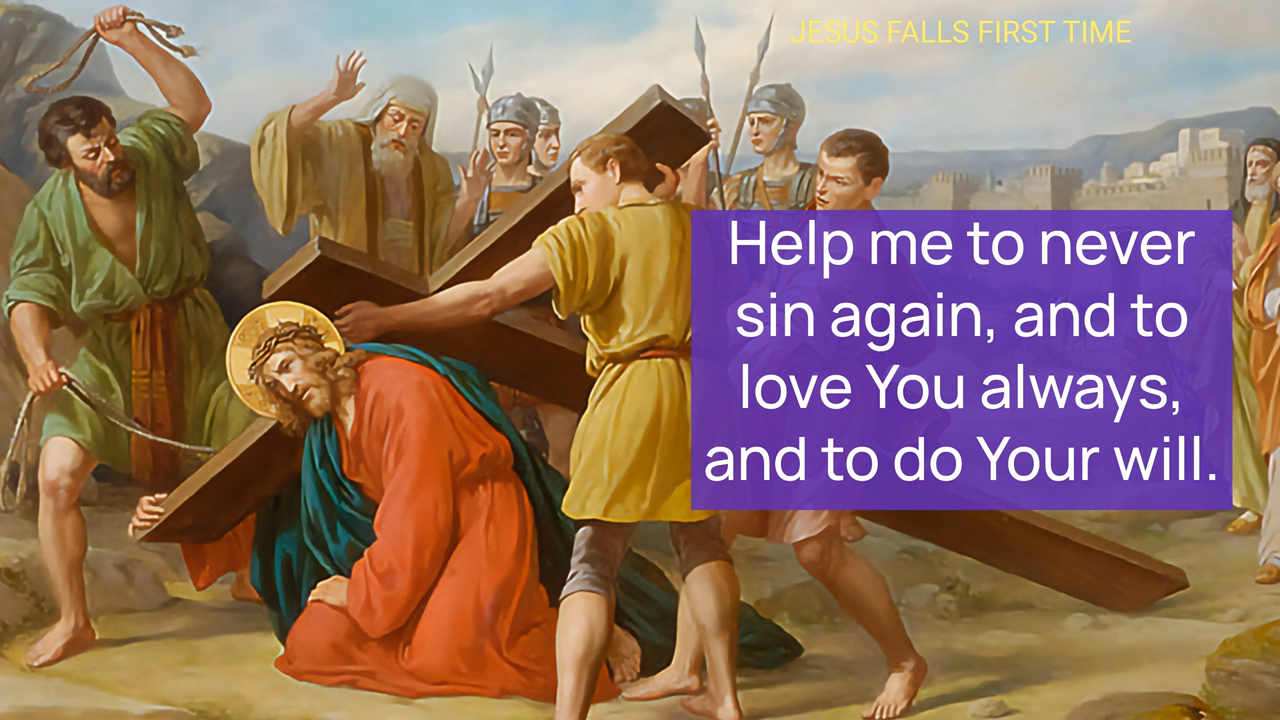 JESUS FALLS FIRST TIME
Help me to never
sin again, and to
love You always,
and to do Your will.